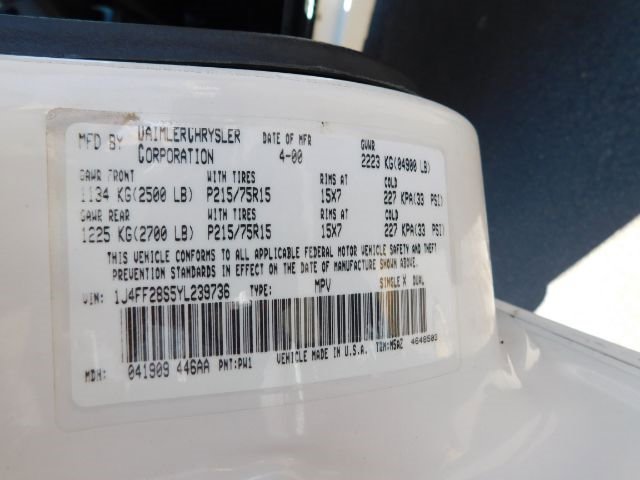 MFD BY DAIMLERCHRYSLER CORPORATION DATE OF MFR 4-00 GVWR 2223 KG(04900 LB)
GAWR FRONT WITH TIRES RIMS AT COLD
1134 KG(2500 LB) P215/75R15 15X7 227 KPA(33 PSI)
GAWR REAR WITH TIRES RIMS AT COLD
1225 KG(2700 LB) P215/75R15 15X7 227 KPA(33 PSI)
THIS VEHICLE CONFORMS TO ALL APPLICABLE FEDERAL MOTOR VEHICLE SAFETY AND THEFT
PREVENTION STANDARDS IN EFFECT ON THE DATE OF MANUFACTURE SHOWN ABOVE.
VIN: 1J4FF28S5YL239736 TYPE: MPV SINGLE X DUAL
MDH: 041909 446AA PNT:PW1 VEHICLE MADE IN U.S.A. TRM:MSAZ 4648503